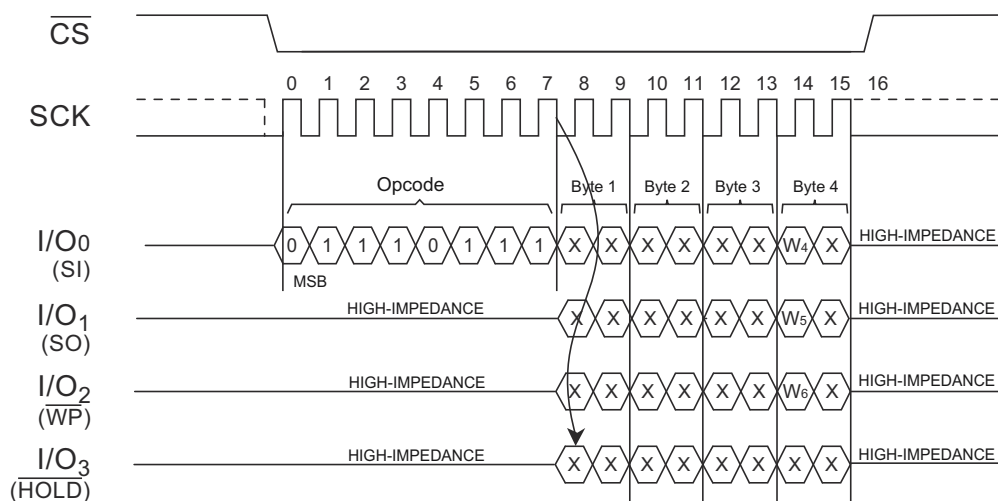 CS
0 1 2 3 4 5 6 7 8 9 10 11 12 13 14 15 16
SCK
Opcode Byte 1 Byte 2 Byte 3 Byte 4
I/O0 0 1 1 1 0 1 1 1 X X X X X X W4 X HIGH-IMPEDANCE
(SI)
MSB
I/O1 HIGH-IMPEDANCE X X X X X X W5 X HIGH-IMPEDANCE
(SO)
I/O2 HIGH-IMPEDANCE X X X X X X W6 X HIGH-IMPEDANCE
(WP)
I/O3 HIGH-IMPEDANCE X X X X X X X X HIGH-IMPEDANCE
(HOLD)